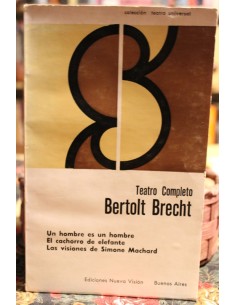 colección teatro universal
Teatro Completo
Bertolt Brecht
Un hombre es un hombre
El cachorro de elefante
Las visiones de Simone Machard
Ediciones Nueva Visión Buenos Aires